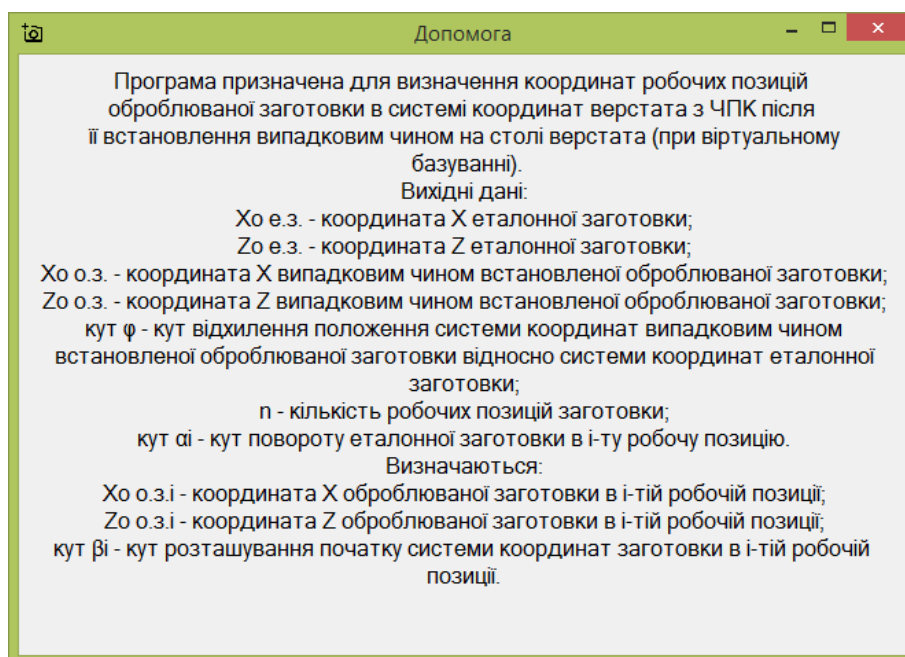 Допомога
Програма призначена для визначення координат робочих позицій
оброблюваної заготовки в системі координат верстата з ЧПК після
її встановлення випадковим чином на столі верстата (при віртуальному
базуванні).
Вихідні дані:
Хо е.з. - координата Х еталонної заготовки;
Zo е.з. - координата Z еталонної заготовки;
Хо о.з. - координата Х випадковим чином встановленої оброблюваної заготовки;
Zo о.з. - координата Z випадковим чином встановленої оброблюваної заготовки;
кут φ - кут відхилення положення системи координат випадковим чином
встановленої оброблюваної заготовки відносно системи координат еталонної
заготовки;
n - кількість робочих позицій заготовки;
кут αi - кут повороту еталонної заготовки в i-ту робочу позицію.
Визначаються:
Хо о.з.i - координата Х оброблюваної заготовки в i-тій робочій позиції;
Zo о.з.i - координата Z оброблюваної заготовки в i-тій робочій позиції;
кут βi - кут розташування початку системи координат заготовки в i-тій робочій
позиції.